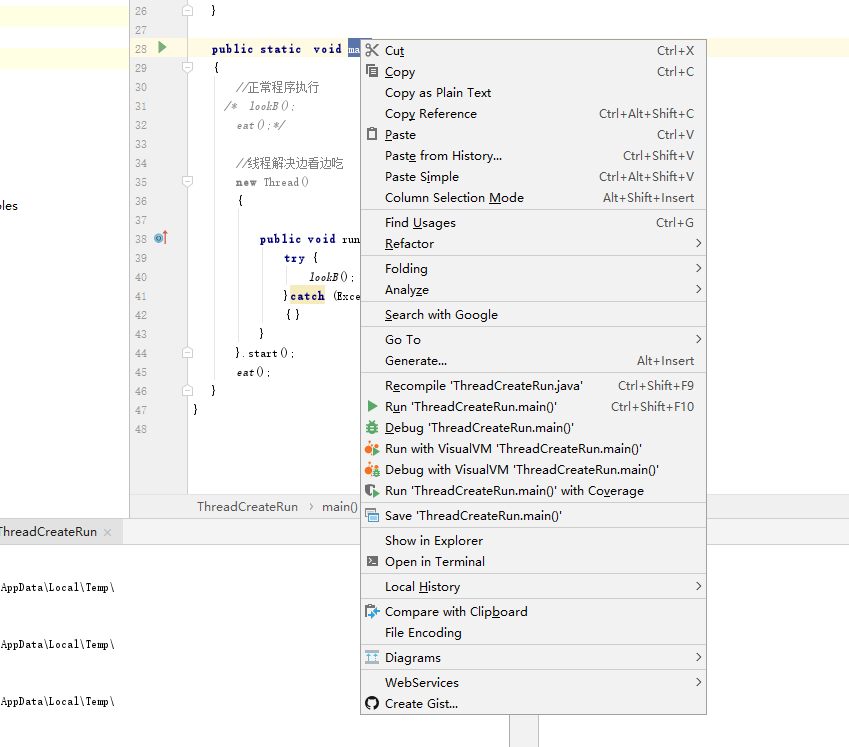 26 }
27
28 public static void ma
29 {
30 //正常程序执行
31 /* lookB();
32 eat();*/
33
34 //线程解决边看边吃
35 new Thread()
36 {
37
38 public void run
39 try {
40 lookB();
41 }catch (Exce
42 {}
43 }
44 }.start();
45 eat();
46 }
47 }
48
ples
ThreadCreateRun > main()
ThreadCreateRun ×
AppData\Local\Temp\
AppData\Local\Temp\
AppData\Local\Temp\
Cut Ctrl+X
Copy Ctrl+C
Copy as Plain Text
Copy Reference Ctrl+Alt+Shift+C
Paste Ctrl+V
Paste from History... Ctrl+Shift+V
Paste Simple Ctrl+Alt+Shift+V
Column Selection Mode Alt+Shift+Insert
Find Usages Ctrl+G
Refactor
Folding
Analyze
Search with Google
Go To
Generate... Alt+Insert
Recompile 'ThreadCreateRun.java' Ctrl+Shift+F9
Run 'ThreadCreateRun.main()' Ctrl+Shift+F10
Debug 'ThreadCreateRun.main()'
Run with VisualVM 'ThreadCreateRun.main()'
Debug with VisualVM 'ThreadCreateRun.main()'
Run 'ThreadCreateRun.main()' with Coverage
Save 'ThreadCreateRun.main()'
Show in Explorer
Open in Terminal
Local History
Compare with Clipboard
File Encoding
Diagrams
WebServices
Create Gist...